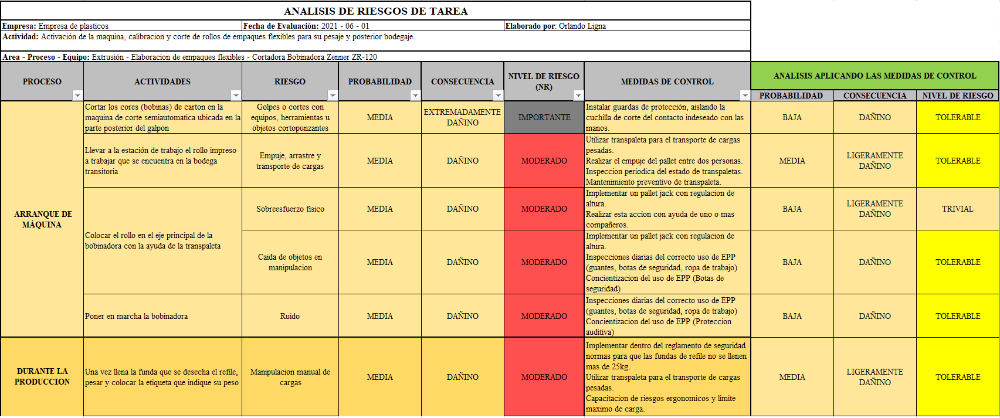 ANALISIS DE RIESGOS DE TAREA
Empresa: Empresa de plasticos
Fecha de Evaluación: 2021 - 06 - 01
Elaborado por: Orlando Ligna
Actividad: Activación de la maquina, calibracion y corte de rollos de empaques flexibles para su pesaje y posterior bodegaje.
Area - Proceso - Equipo: Extrusión - Elaboracion de empaques flexibles - Cortadora Bobinadora Zenner ZR-120
PROCESO
ACTIVIDADES
RIESGO
PROBABILIDAD
CONSECUENCIA
NIVEL DE RIESGO
(NR)
MEDIDAS DE CONTROL
ANALISIS APLICANDO LAS MEDIDAS DE CONTROL
PROBABILIDAD
CONSECUENCIA
NIVEL DE RIESGO
ARRANQUE DE
MÁQUINA
Cortar los cores (bobinas) de carton en la
maquina de corte semiautomatica ubicada en la
parte posterior del galpon
Golpes o cortes con
equipos, herramientas u
objetos cortopunzantes
MEDIA
EXTREMADAMENTE
DAÑINO
IMPORTANTE
Instalar guardas de protección, aislando la
cuchilla de corte del contacto indeseado con las
manos.
BAJA
DAÑINO
TOLERABLE
Llevar a la estación de trabajo el rollo impreso
a trabajar que se encuentra en la bodega
transitoria
Empuje, arrastre y
transporte de cargas
MEDIA
DAÑINO
MODERADO
Utilizar transpaleta para el transporte de cargas
pesadas.
Realizar el empuje del pallet entre dos personas.
Inspeccion periodica del estado de transpaletas.
Mantenimiento preventivo de transpaleta.
MEDIA
LIGERAMENTE
DAÑINO
TOLERABLE
Colocar el rollo en el eje principal de la
bobinadora con la ayuda de la transpaleta
Sobreesfuerzo físico
MEDIA
DAÑINO
MODERADO
Implementar un pallet jack con regulacion de
altura.
Realizar esta accion con ayuda de uno o mas
compañeros.
BAJA
LIGERAMENTE
DAÑINO
TRIVIAL
Caida de objetos en
manipulacion
MEDIA
DAÑINO
MODERADO
Implementar un pallet jack con regulacion de
altura.
Inspecciones diarias del correcto uso de EPP
(guantes, botas de seguridad, ropa de trabajo)
Concientizacion del uso de EPP (Botas de
seguridad)
BAJA
DAÑINO
TOLERABLE
Poner en marcha la bobinadora
Ruido
MEDIA
DAÑINO
MODERADO
Inspecciones diarias del correcto uso de EPP
(guantes, botas de seguridad, ropa de trabajo)
Concientizacion del uso de EPP (Proteccion
auditiva)
BAJA
DAÑINO
TOLERABLE
DURANTE LA
PRODUCCION
Una vez llena la funda que se desecha el refile,
pesar y colocar la etiqueta que indique su peso
Manipulacion manual de
cargas
MEDIA
DAÑINO
MODERADO
Implementar dentro del reglamento de seguridad
normas para que las fundas de refile no se llenen
mas de 25kg.
Utilizar transpaleta para el transporte de cargas
pesadas.
Capacitacion de riesgos ergonomicos y limite
maximo de carga.
MEDIA
LIGERAMENTE
DAÑINO
TOLERABLE